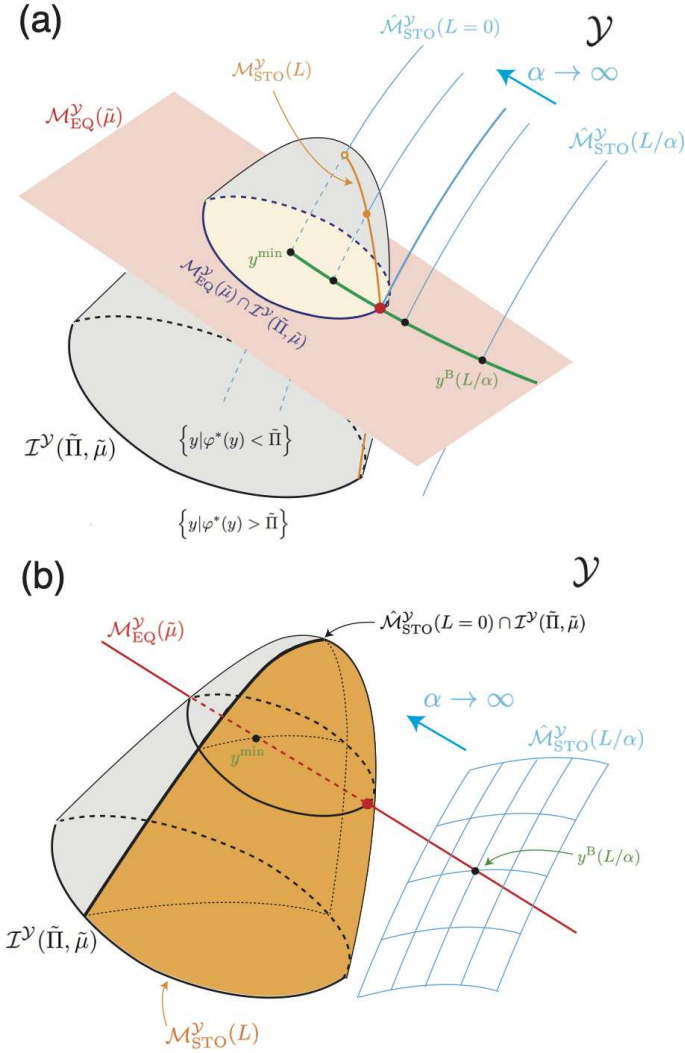 (a)
𝒴
ℳ̂^𝒴_STO(L = 0)
ℳ^𝒴_STO(L)
α → ∞
ℳ^𝒴_EQ(μ̃)
ℳ̂^𝒴_STO(L/α)
y^min
ℳ^𝒴_EQ(μ̃) ∩ ℐ^𝒴(Π̃, μ̃)
y^B(L/α)
{y|φ*(y) < Π̃}
ℐ^𝒴(Π̃, μ̃)
{y|φ*(y) > Π̃}
(b)
𝒴
ℳ^𝒴_EQ(μ̃)
ℳ̂^𝒴_STO(L = 0) ∩ ℐ^𝒴(Π̃, μ̃)
α → ∞
ℳ̂^𝒴_STO(L/α)
y^min
y^B(L/α)
ℐ^𝒴(Π̃, μ̃)
ℳ^𝒴_STO(L)